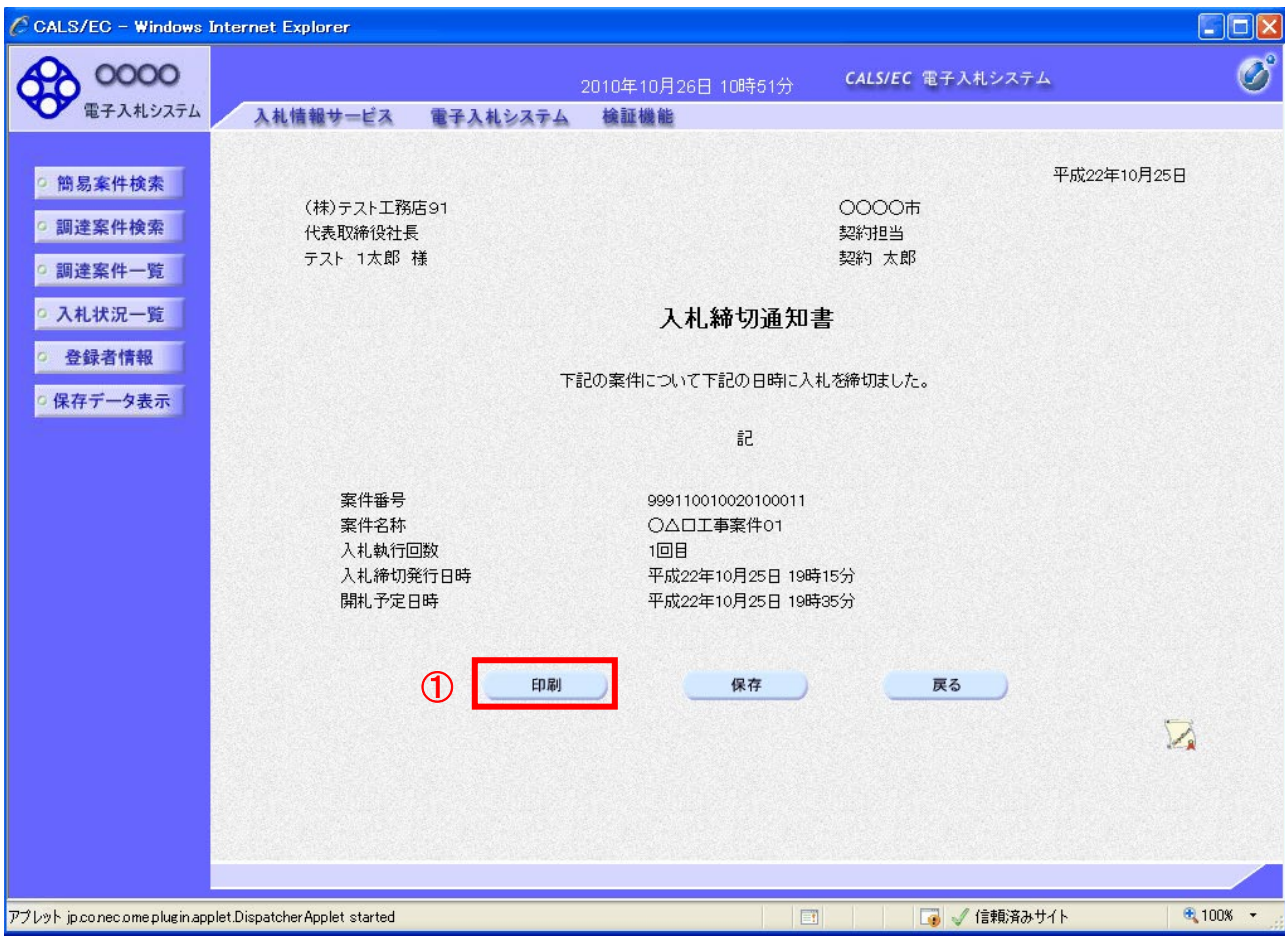 CALS/EC - Windows Internet Explorer
〇〇〇〇
電子入札システム
2010年10月26日 10時51分
CALS/EC 電子入札システム
入札情報サービス 電子入札システム 検証機能
簡易案件検索
調達案件検索
調達案件一覧
入札状況一覧
登録者情報
保存データ表示
平成22年10月25日
(株)テスト工務店91
代表取締役社長
テスト 1太郎 様
〇〇〇〇市
契約担当
契約 太郎
入札締切通知書
下記の案件について下記の日時に入札を締切ました。
記
案件番号 999110010020100011
案件名称 〇△口工事案件01
入札執行回数 1回目
入札締切発行日時 平成22年10月25日 19時15分
開札予定日時 平成22年10月25日 19時35分
① 印刷 保存 戻る
アプレット jp.co.nec.ome.plugin.applet.DispatcherApplet started
信頼済みサイト
100%